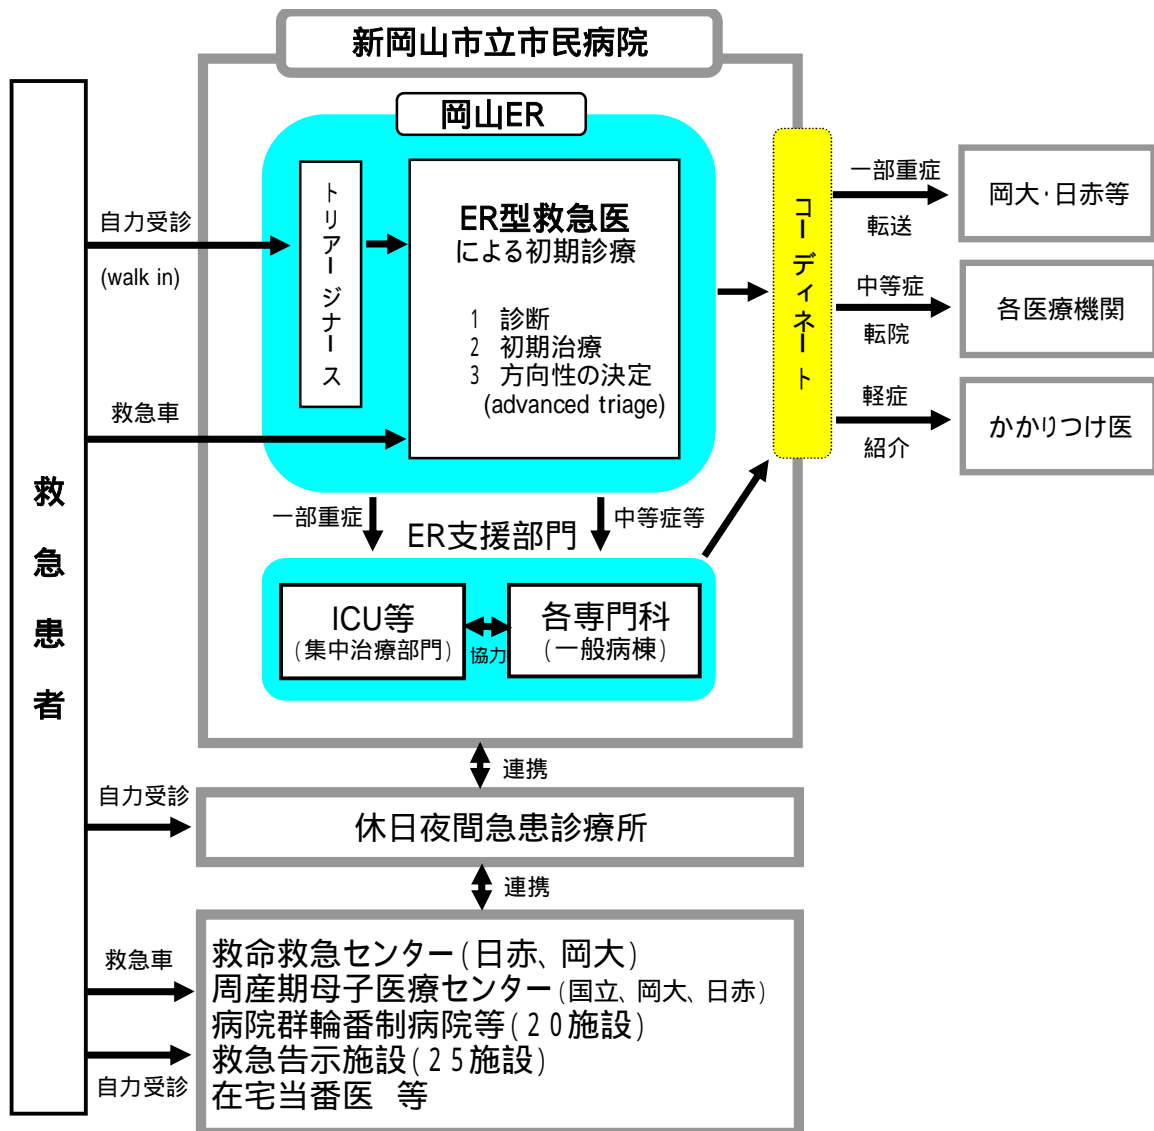 新岡山市立市民病院
岡山ER
トリアージナース
ER型救急医
による初期診療
1 診断
2 初期治療
3 方向性の決定
(advanced triage)
コーディネート
自力受診
(walk in)
救急車
救急患者
一部重症
転送
岡大・日赤等
中等症
転院
各医療機関
軽症
紹介
かかりつけ医
一部重症
ER支援部門
中等症等
ICU等
(集中治療部門)
協力
各専門科
(一般病棟)
連携
自力受診
休日夜間急患診療所
連携
救急車
自力受診
救命救急センター(日赤、岡大)
周産期母子医療センター(国立、岡大、日赤)
病院群輪番制病院等(20施設)
救急告示施設(25施設)
在宅当番医 等